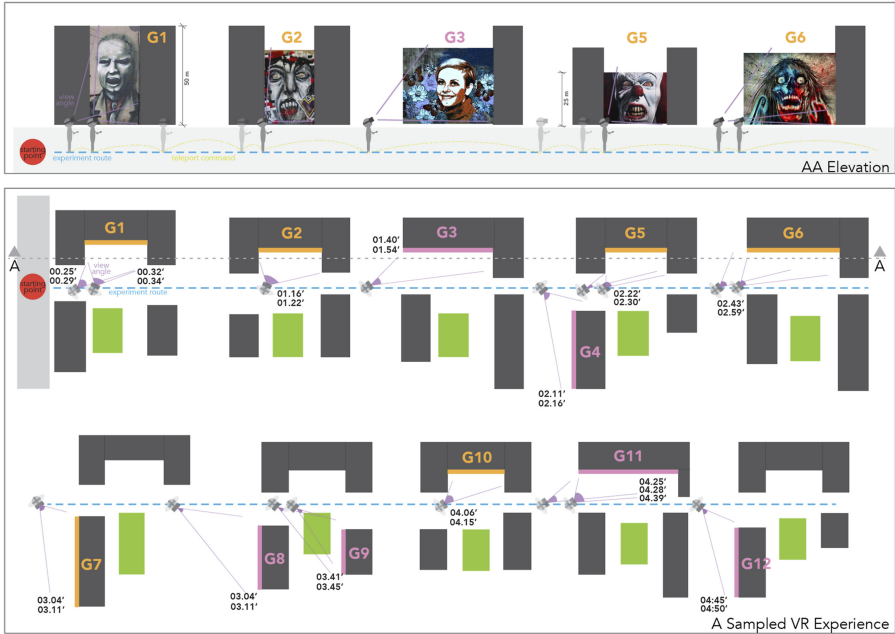 G1
G2
G3
G5
G6
50 m
25 m
view
angle
starting
point
experiment route
teleport command
AA Elevation
G1
G2
G3
G5
G6
A
A
00.25′
00.29′
view
angle
00.32′
00.34′
01.16′
01.22′
01.40′
01.54′
02.22′
02.30′
02.43′
02.59′
starting
point
experiment route
G4
02.11′
02.16′
G10
G11
04.25′
04.28′
04.39′
04.06′
04.15′
G7
G8
G9
G12
03.04′
03.11′
03.04′
03.11′
03.41′
03.45′
04:45′
04:50′
A Sampled VR Experience